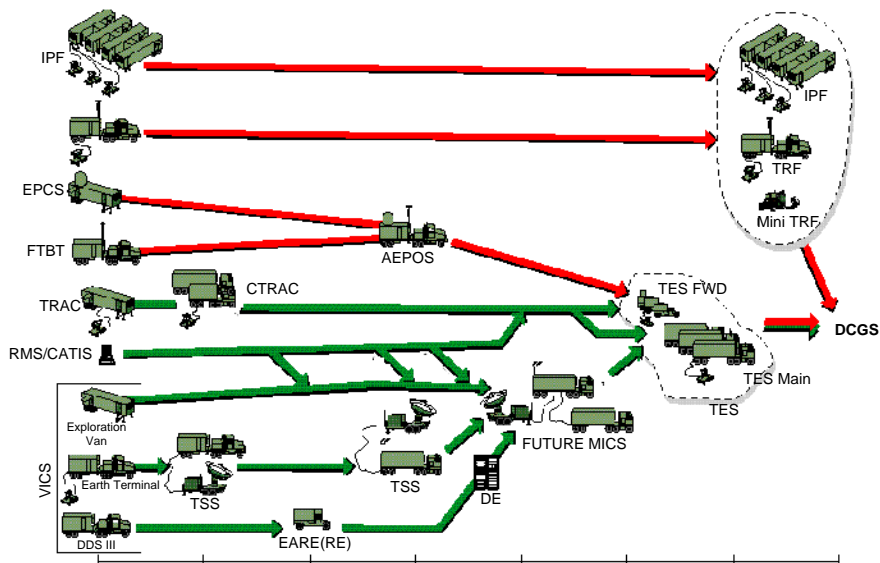 IPF
IPF
TRF
EPCS
Mini TRF
FTBT
AEPOS
TRAC
CTRAC
TES FWD
DCGS
RMS/CATIS
TES Main
TES
VICS
Exploration
Van
FUTURE MICS
Earth Terminal
TSS
TSS
DE
DDS III
EARE(RE)